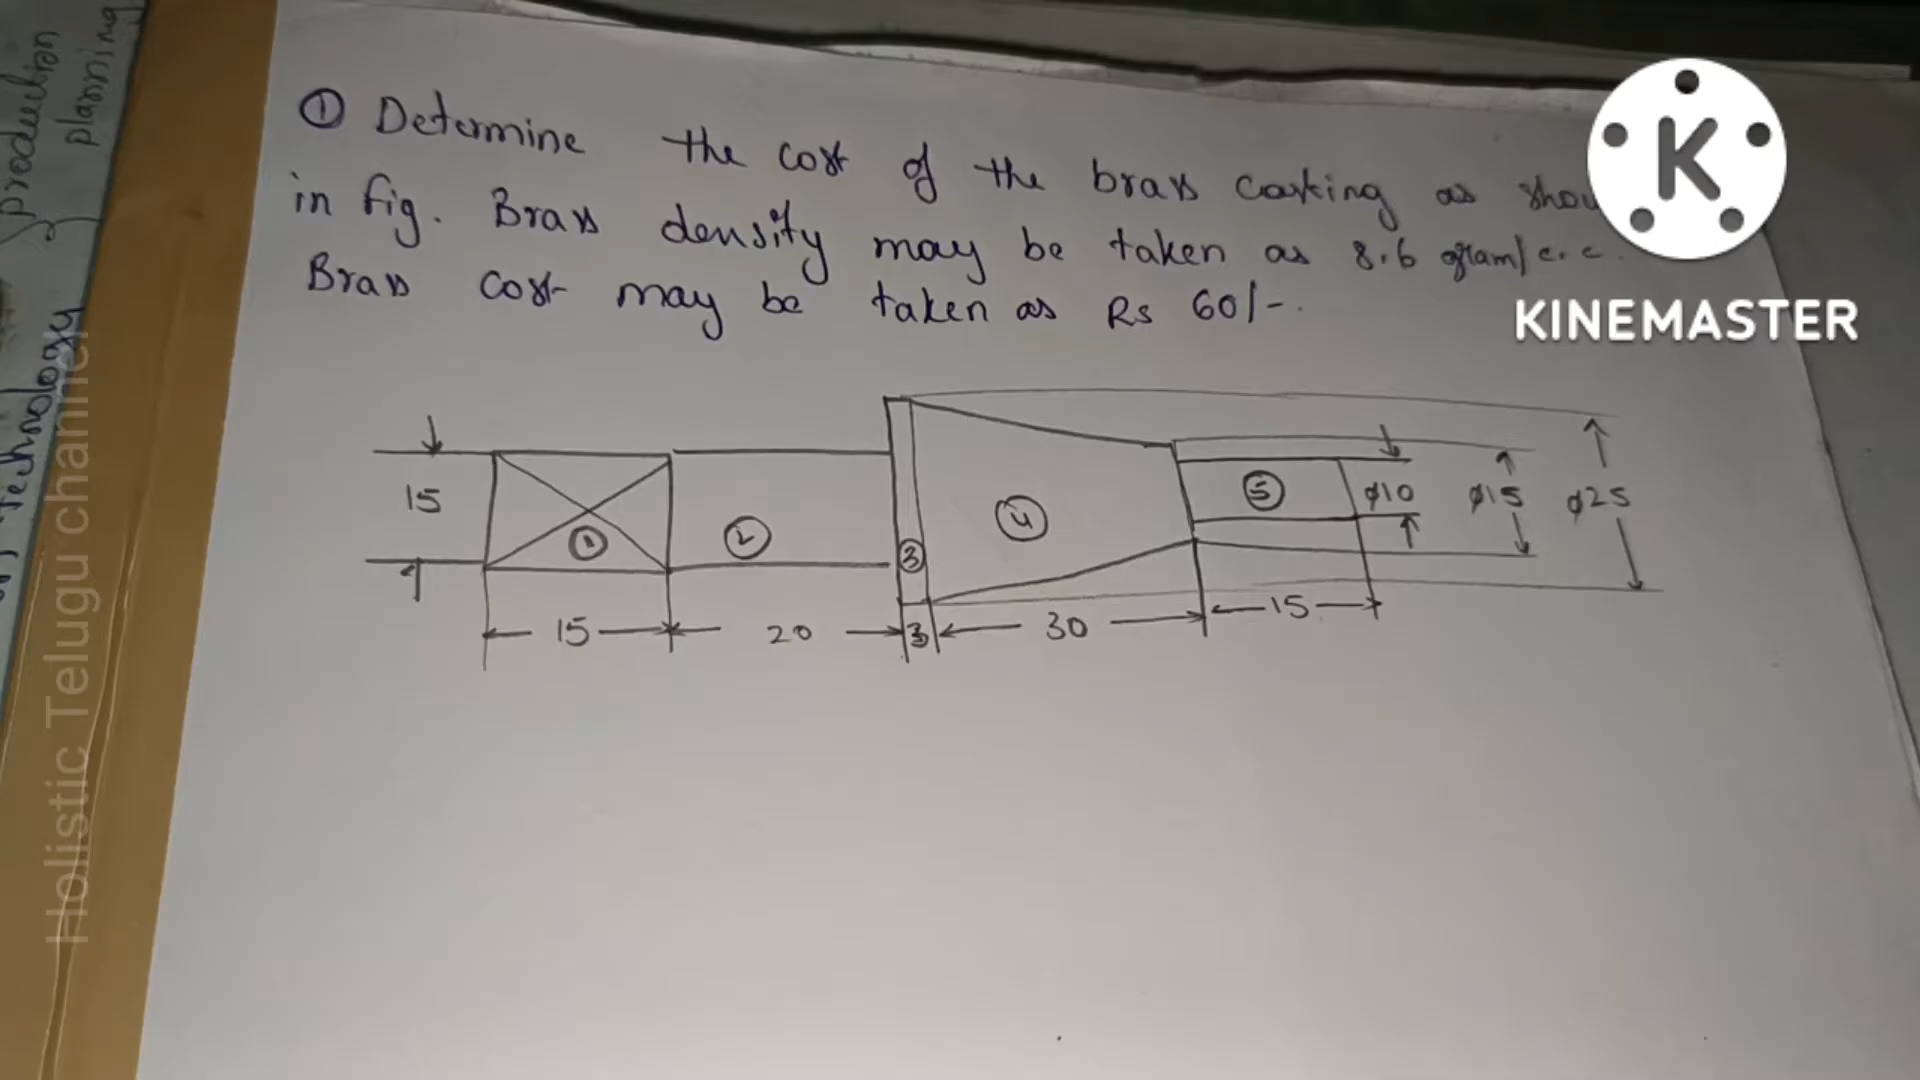 ① Determine the cost of the brass casting as show
in fig. Brass density may be taken as 8.6 gram/c.c.
Brass cost may be taken as Rs 60/-.
KINEMASTER
K
production
planning
Technology
Holistic Telugu channel
15
①
②
③
④
⑤
ø10
ø15
ø25
15
20
3
30
15